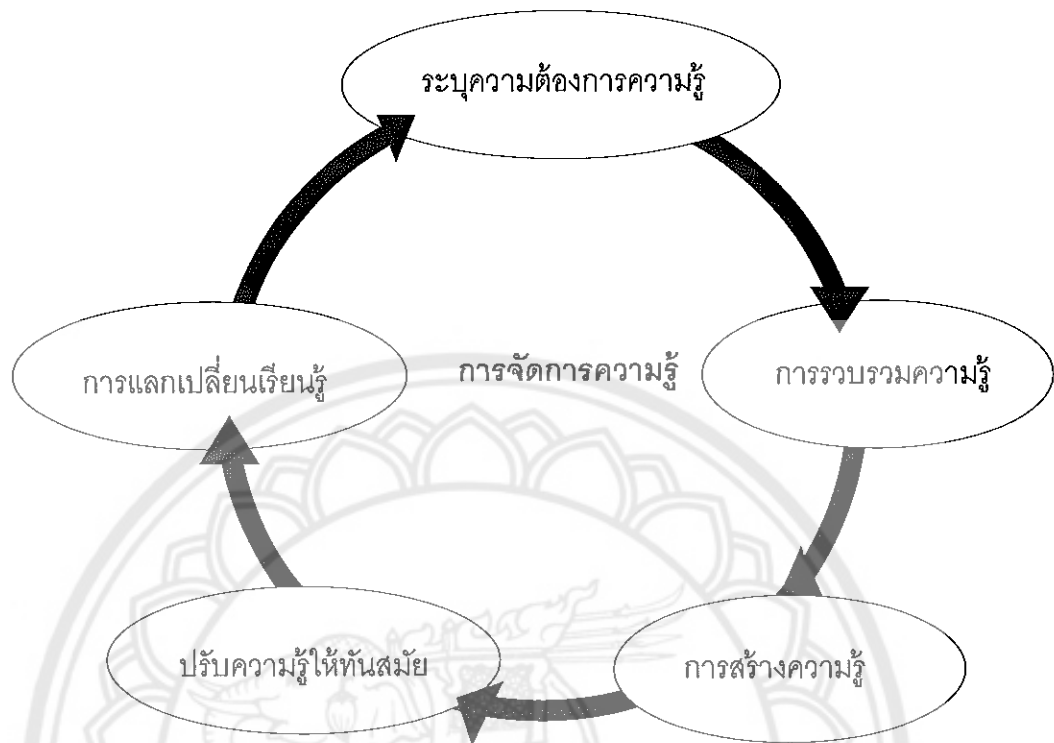 ระบุความต้องการความรู้
การแลกเปลี่ยนเรียนรู้
การจัดการความรู้
การรวบรวมความรู้
ปรับความรู้ให้ทันสมัย
การสร้างความรู้